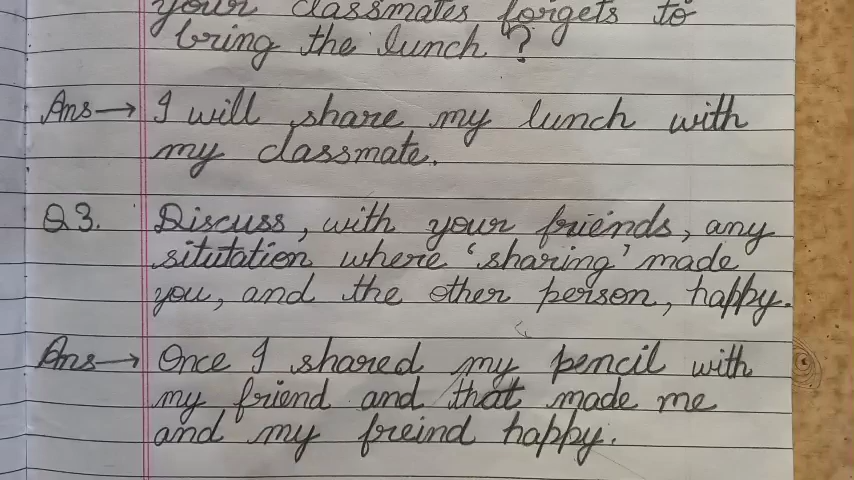 your classmates forgets to
bring the lunch ?
Ans→ I will share my lunch with
my classmate.
Q3. Discuss, with your friends, any
situtation where 'sharing' made
you, and the other person, happy.
Ans→ Once I shared my pencil with
my friend and that made me
and my freind happy.